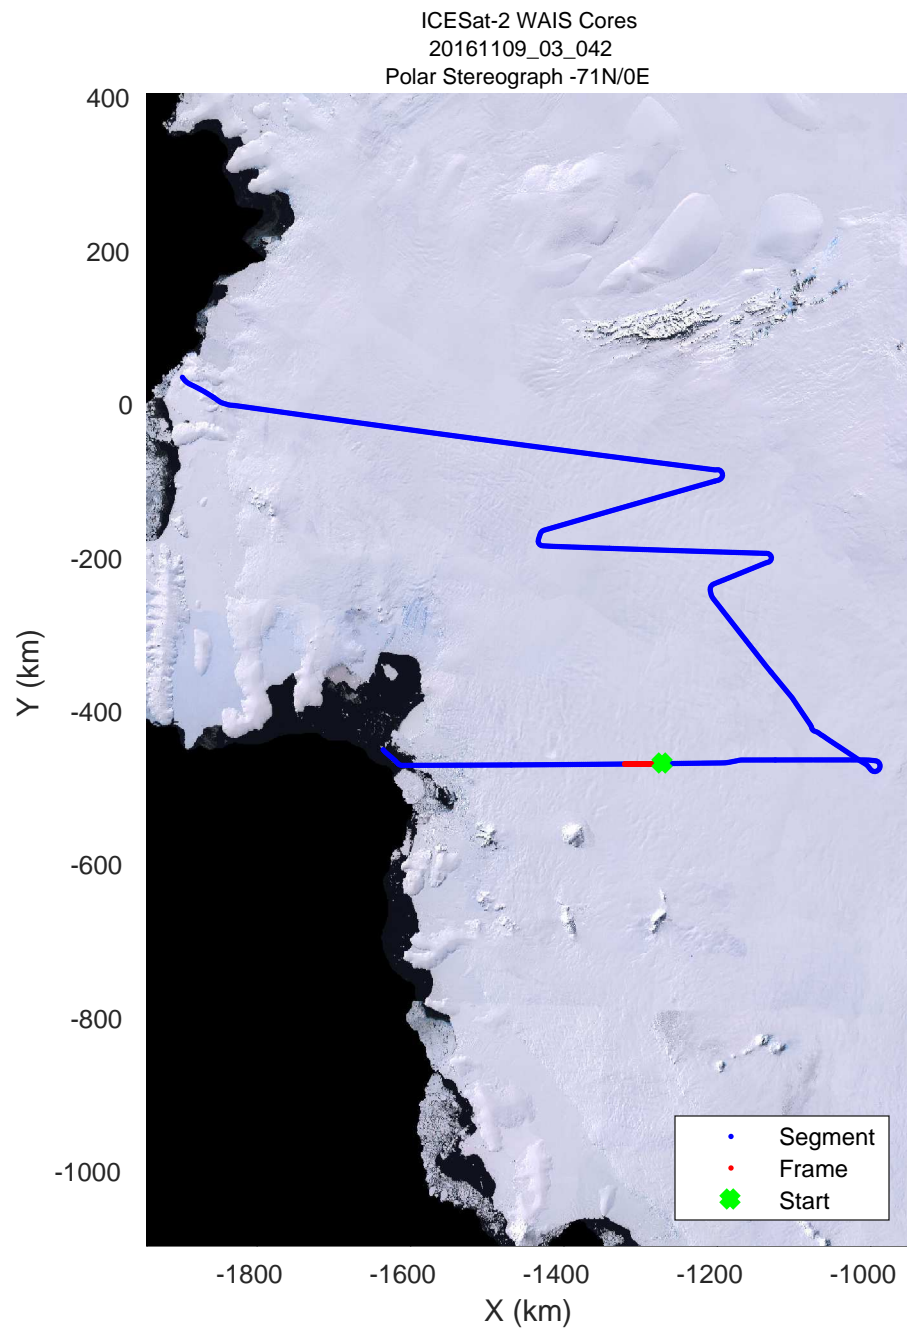 ICESat-2 WAIS Cores
20161109_03_042
Polar Stereograph -71N/0E
400
200
0
-200
-400
-600
-800
-1000
Y (km)
Segment
Frame
Start
-1800
-1600
-1400
-1200
-1000
X (km)